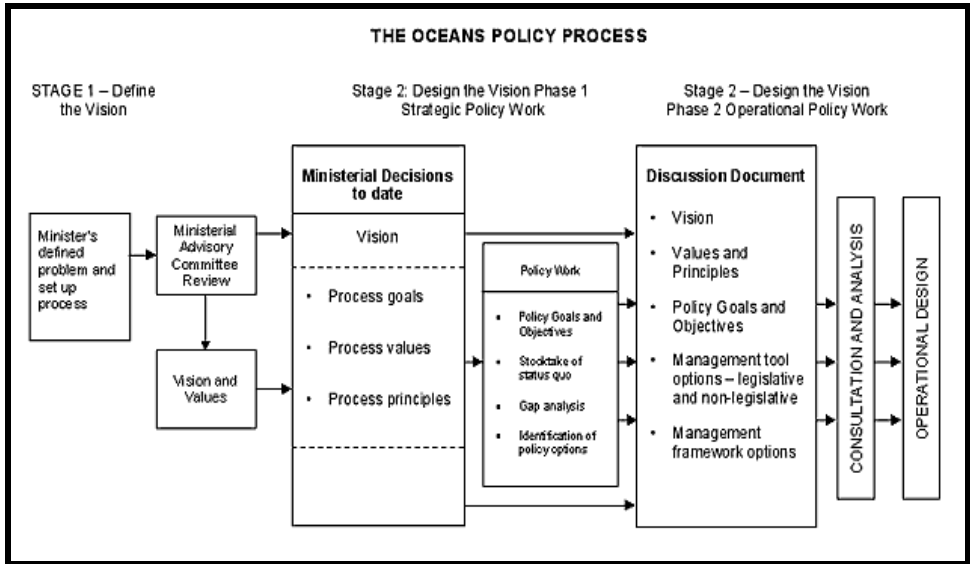 THE OCEANS POLICY PROCESS
STAGE 1 – Define
the Vision
Stage 2: Design the Vision Phase 1
Strategic Policy Work
Stage 2 – Design the Vision
Phase 2 Operational Policy Work
Minister's
defined
problem and
set up
process
Ministerial
Advisory
Committee
Review
Vision and
Values
Ministerial Decisions
to date
Vision
• Process goals
• Process values
• Process principles
Policy Work
• Policy Goals and
Objectives
• Stocktake of
status quo
• Gap analysis
• Identification of
policy options
Discussion Document
• Vision
• Values and
Principles
• Policy Goals and
Objectives
• Management tool
options – legislative
and non-legislative
• Management
framework options
CONSULTATION AND ANALYSIS
OPERATIONAL DESIGN